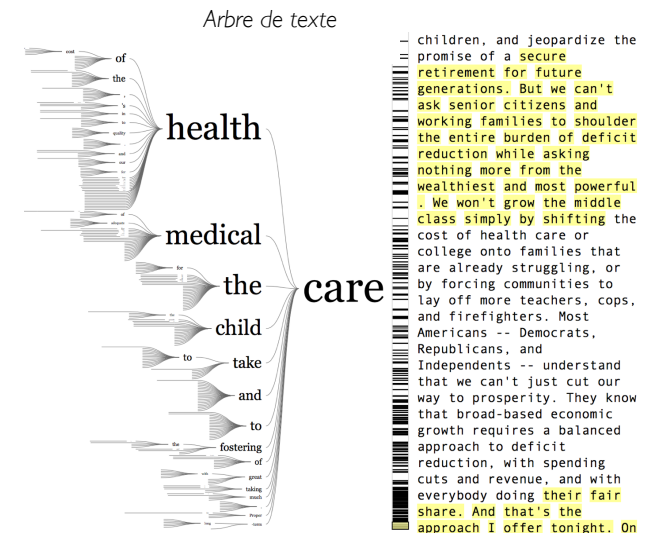 Arbre de texte
cost
of
the
's
quality
and
health
of
adequate
medical
for
the
the
child
to
take
and
to
the
fostering
of
with
great
taking
much
Proper
long
care
children, and jeopardize the
promise of a secure
retirement for future
generations. But we can't
ask senior citizens and
working families to shoulder
the entire burden of deficit
reduction while asking
nothing more from the
wealthiest and most powerful
. We won't grow the middle
class simply by shifting the
cost of health care or
college onto families that
are already struggling, or
by forcing communities to
lay off more teachers, cops,
and firefighters. Most
Americans -- Democrats,
Republicans, and
Independents -- understand
that we can't just cut our
way to prosperity. They know
that broad-based economic
growth requires a balanced
approach to deficit
reduction, with spending
cuts and revenue, and with
everybody doing their fair
share. And that's the
approach I offer tonight. On